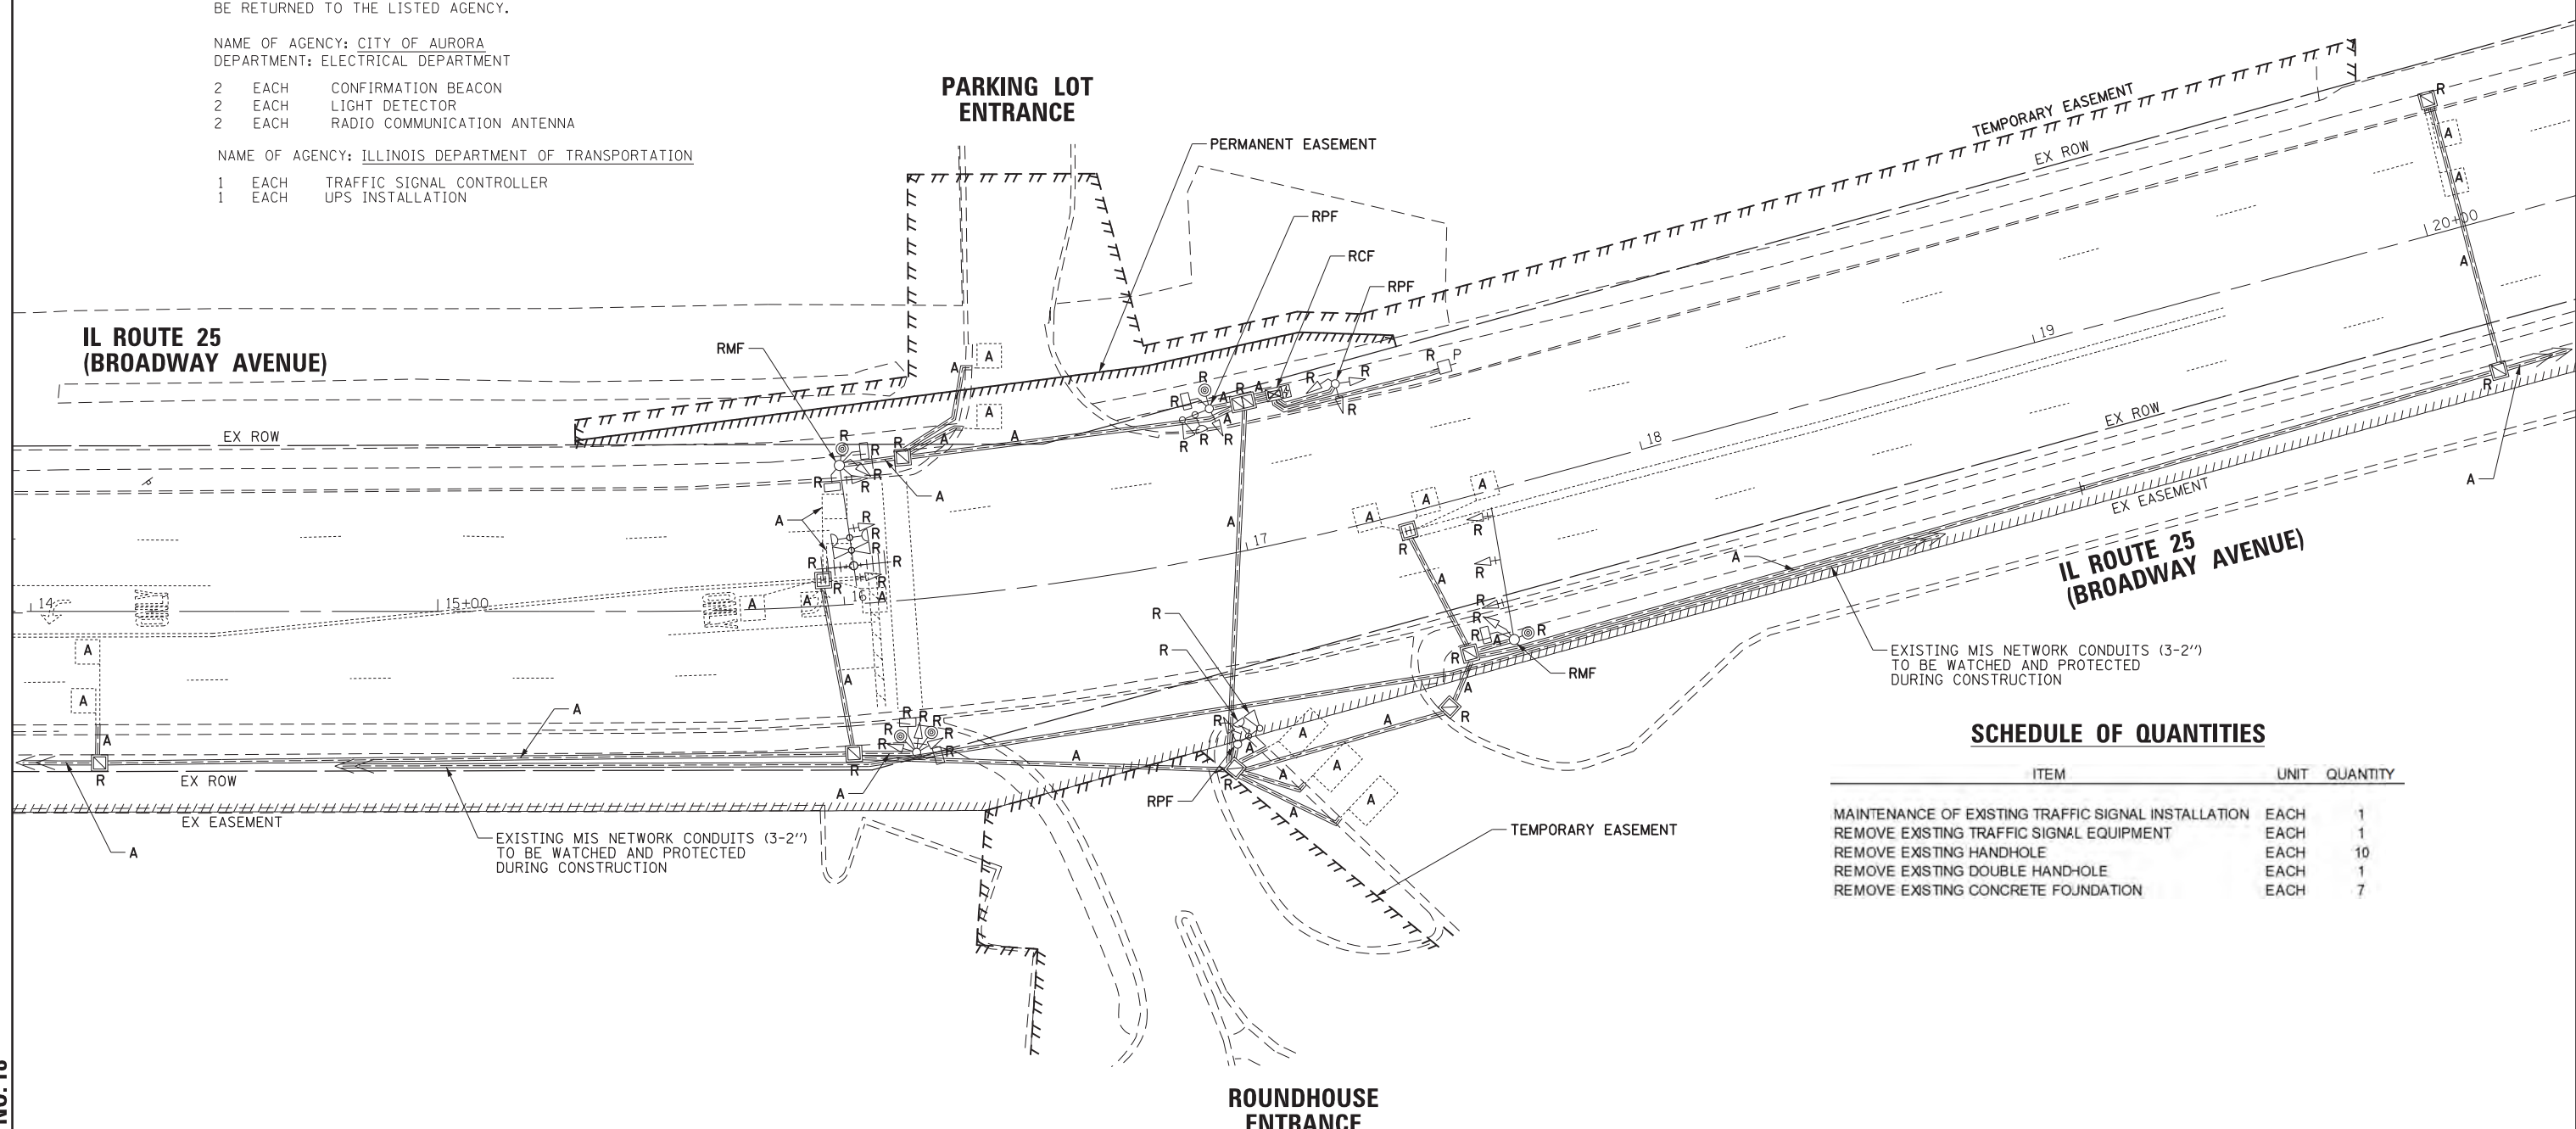 BE RETURNED TO THE LISTED AGENCY.
NAME OF AGENCY: CITY OF AURORA
DEPARTMENT: ELECTRICAL DEPARTMENT
2 EACH CONFIRMATION BEACON
2 EACH LIGHT DETECTOR
2 EACH RADIO COMMUNICATION ANTENNA
NAME OF AGENCY: ILLINOIS DEPARTMENT OF TRANSPORTATION
1 EACH TRAFFIC SIGNAL CONTROLLER
1 EACH UPS INSTALLATION
PARKING LOT
ENTRANCE
PERMANENT EASEMENT
RPF
RCF
RPF
TEMPORARY EASEMENT
EX ROW
20+00
19
18
17
16
15+00
14
IL ROUTE 25
(BROADWAY AVENUE)
EX ROW
RMF
R
A
R P
EX ROW
EX EASEMENT
IL ROUTE 25
(BROADWAY AVENUE)
A
R
R
RMF
EXISTING MIS NETWORK CONDUITS (3-2")
TO BE WATCHED AND PROTECTED
DURING CONSTRUCTION
EX ROW
EX EASEMENT
A
EXISTING MIS NETWORK CONDUITS (3-2")
TO BE WATCHED AND PROTECTED
DURING CONSTRUCTION
RPF
TEMPORARY EASEMENT
SCHEDULE OF QUANTITIES
ITEM UNIT QUANTITY
MAINTENANCE OF EXISTING TRAFFIC SIGNAL INSTALLATION EACH 1
REMOVE EXISTING TRAFFIC SIGNAL EQUIPMENT EACH 1
REMOVE EXISTING HANDHOLE EACH 10
REMOVE EXISTING DOUBLE HANDHOLE EACH 1
REMOVE EXISTING CONCRETE FOUNDATION EACH 7
ROUNDHOUSE
ENTRANCE